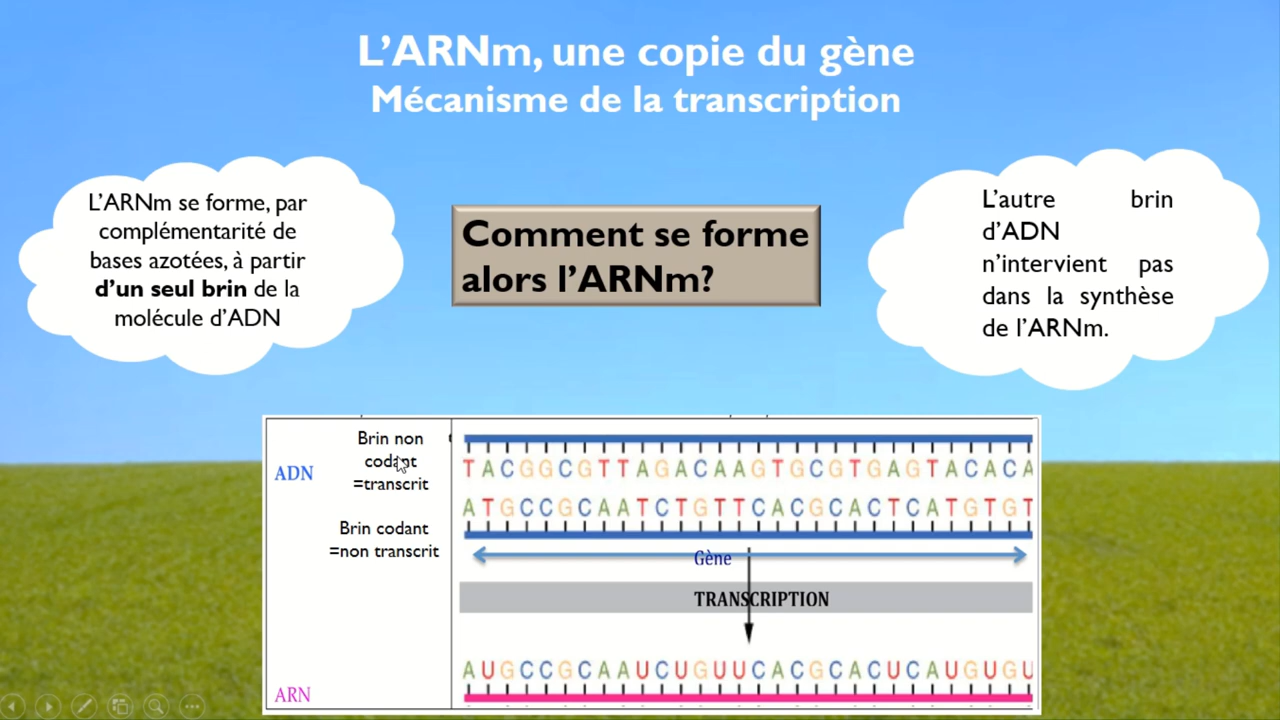 L'ARNm, une copie du gène
Mécanisme de la transcription
L'ARNm se forme, par
complémentarité de
bases azotées, à partir
d'un seul brin de la
molécule d'ADN
Comment se forme
alors l'ARNm?
L'autre brin
d'ADN
n'intervient pas
dans la synthèse
de l'ARNm.
ADN
Brin non
codant
=transcrit
Brin codant
=non transcrit
TACGGCGTTAGACAAGTGCGTGAGTACACA
ATGCCGCAATCTGTTCACGCACTCATGTGT
Gène
TRANSCRIPTION
AUGCCGCAAUCUGUUCACGCACUCAUGUGU
ARN